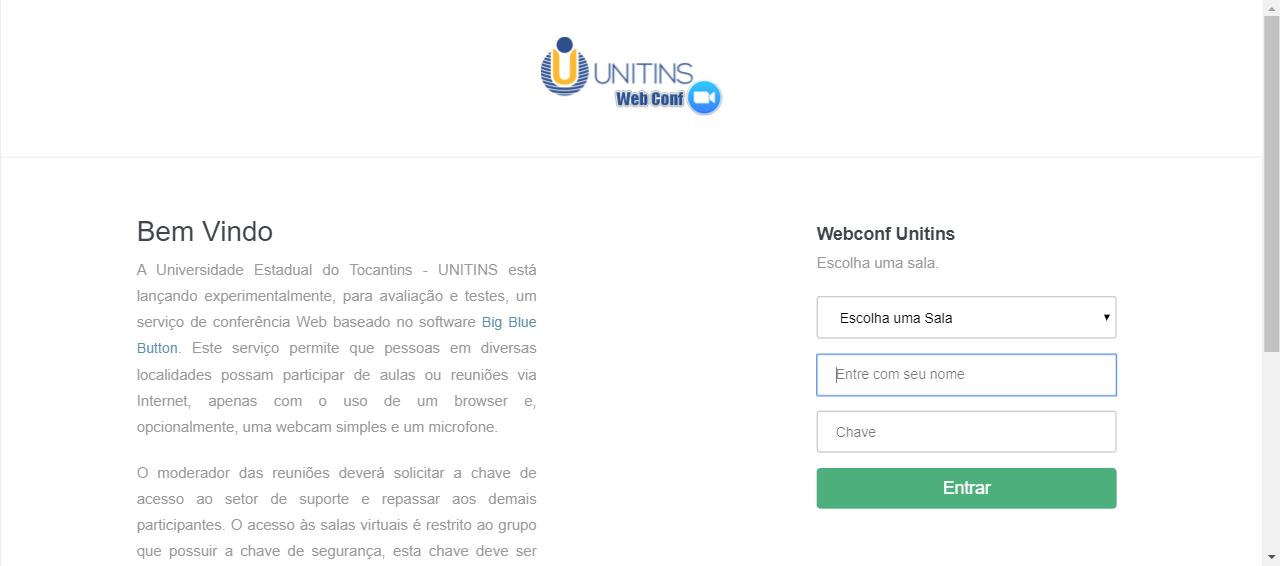 UNITINS
Web Conf
Bem Vindo
A Universidade Estadual do Tocantins - UNITINS está
lançando experimentalmente, para avaliação e testes, um
serviço de conferência Web baseado no software Big Blue
Button. Este serviço permite que pessoas em diversas
localidades possam participar de aulas ou reuniões via
Internet, apenas com o uso de um browser e,
opcionalmente, uma webcam simples e um microfone.
O moderador das reuniões deverá solicitar a chave de
acesso ao setor de suporte e repassar aos demais
participantes. O acesso às salas virtuais é restrito ao grupo
que possuir a chave de segurança, esta chave deve ser
Webconf Unitins
Escolha uma sala.
Escolha uma Sala
Entre com seu nome
Chave
Entrar